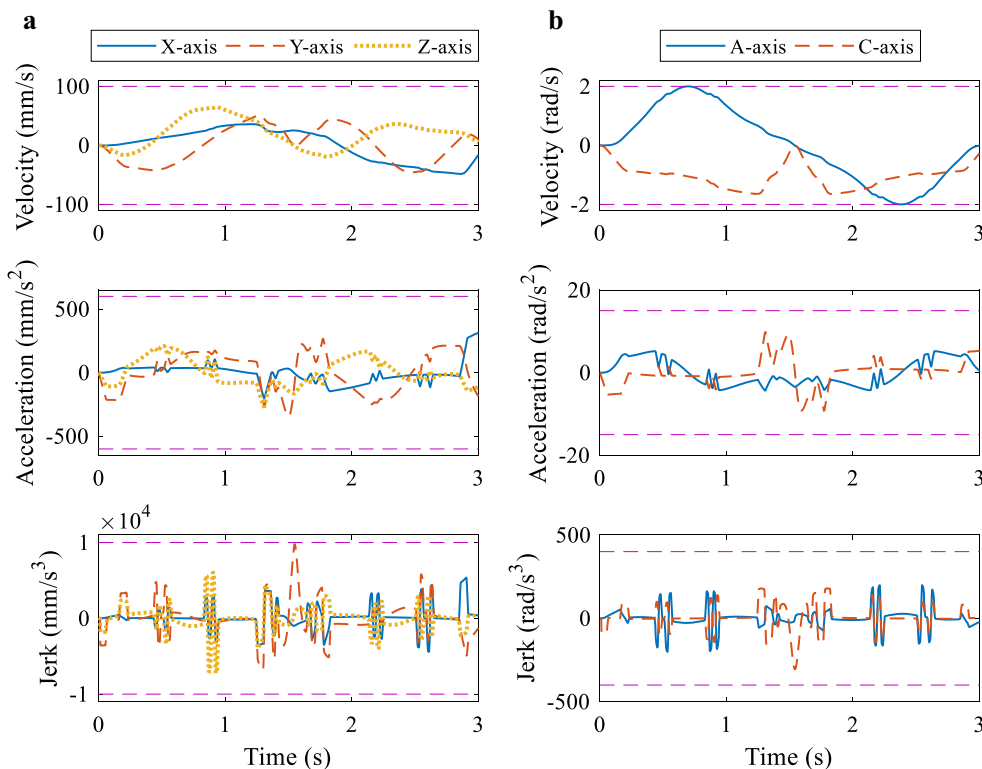 a
X-axis Y-axis Z-axis
Velocity (mm/s)
100
0
-100
0 1 2 3
Acceleration (mm/s²)
500
0
-500
0 1 2 3
×10⁴
Jerk (mm/s³)
1
0
-1
0 1 2 3
Time (s)
b
A-axis C-axis
Velocity (rad/s)
2
0
-2
0 1 2 3
Acceleration (rad/s²)
20
0
-20
0 1 2 3
Jerk (rad/s³)
500
0
-500
0 1 2 3
Time (s)